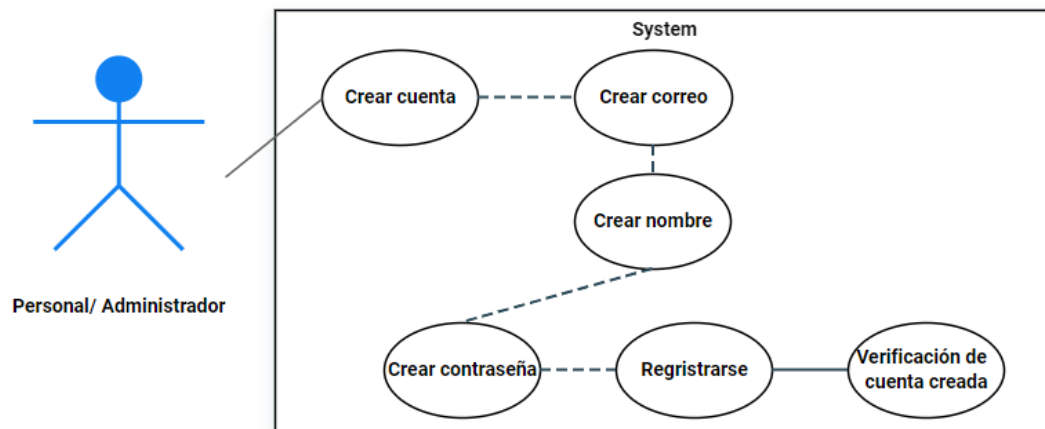 System
Crear cuenta
Crear correo
Crear nombre
Personal/ Administrador
Crear contraseña
Regristrarse
Verificación de
cuenta creada